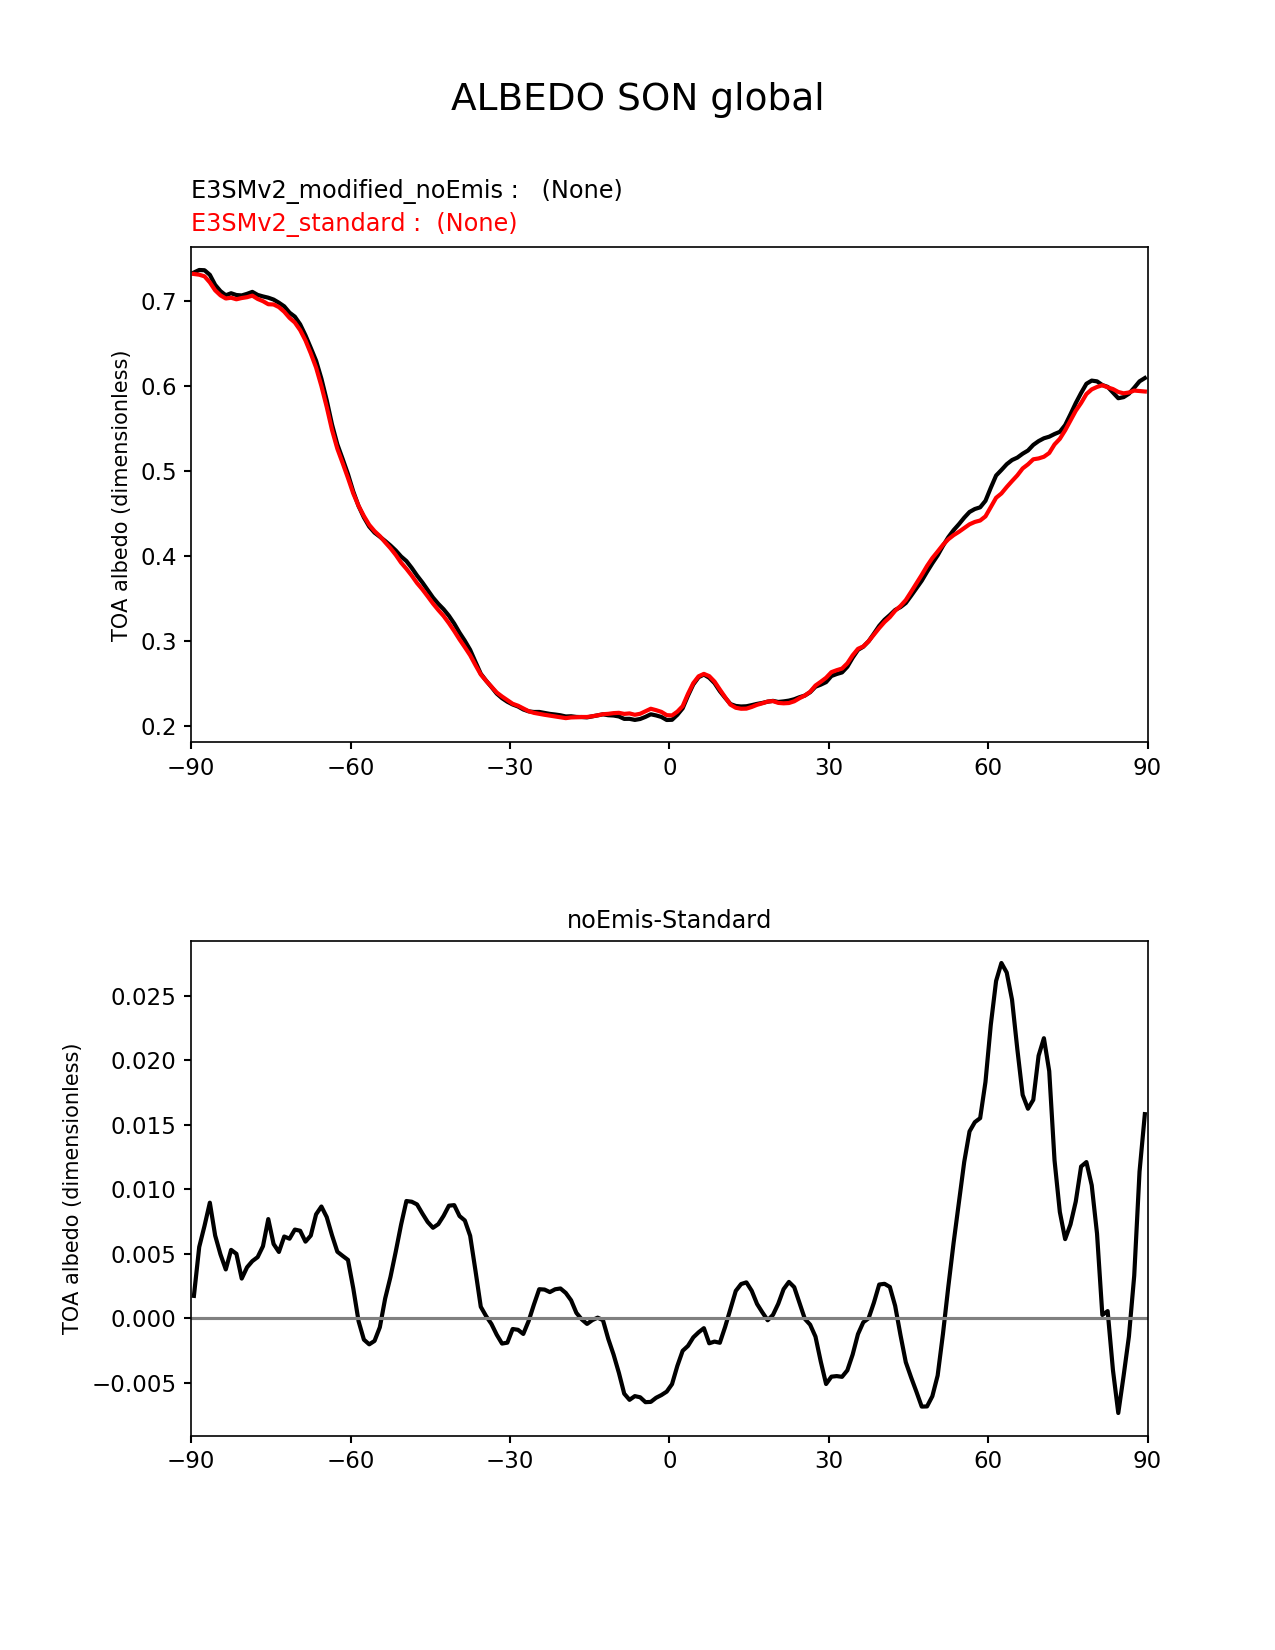 ALBEDO SON global
E3SMv2_modified_noEmis :   (None)
E3SMv2_standard :  (None)
TOA albedo (dimensionless)
0.7
0.6
0.5
0.4
0.3
0.2
−90 −60 −30 0 30 60 90
noEmis-Standard
TOA albedo (dimensionless)
0.025
0.020
0.015
0.010
0.005
0.000
−0.005
−90 −60 −30 0 30 60 90